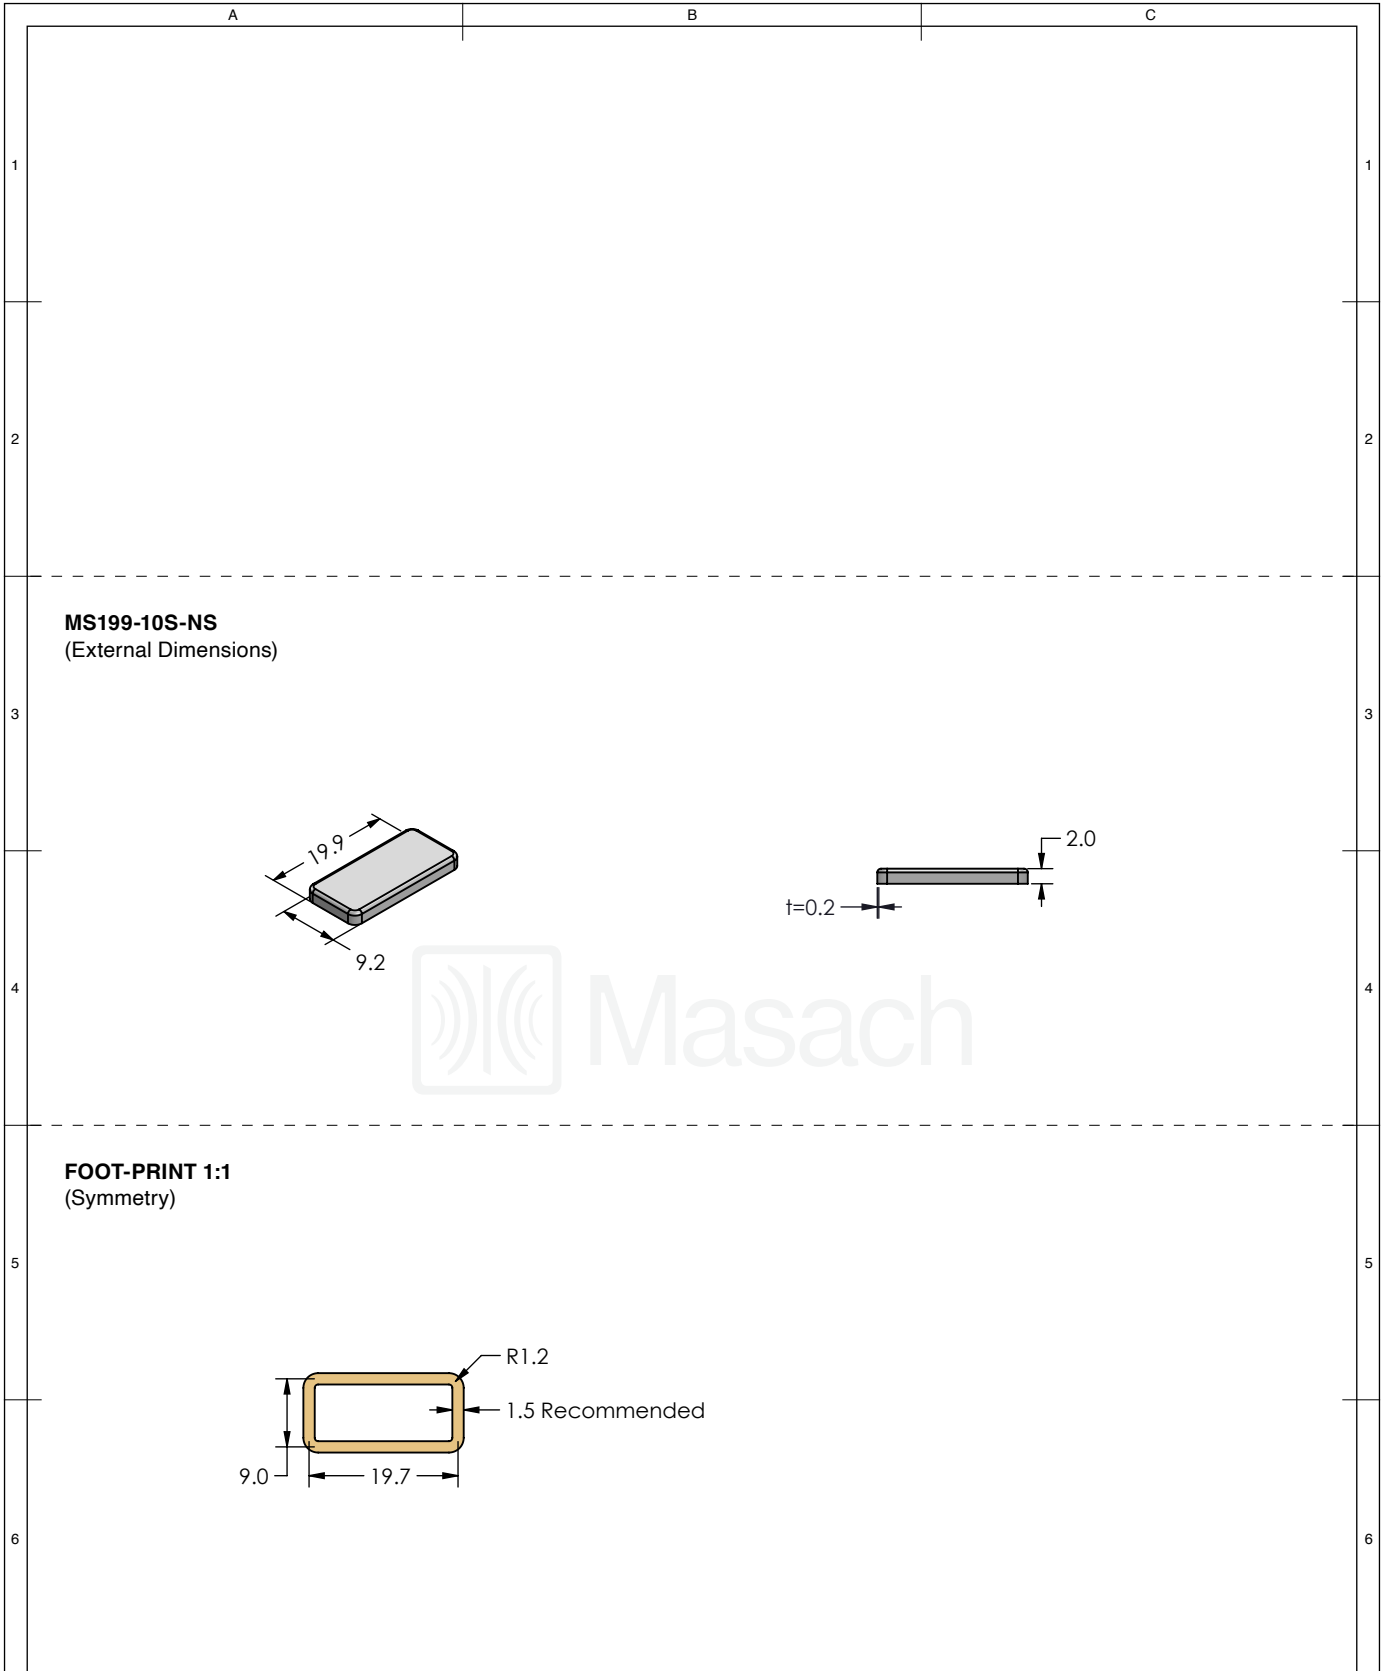 A B C
1 1
2 2
MS199-10S-NS
(External Dimensions)
3 3
19.9
9.2
2.0
t=0.2
Masach
4 4
FOOT-PRINT 1:1
(Symmetry)
5 5
R1.2
1.5 Recommended
9.0
19.7
6 6